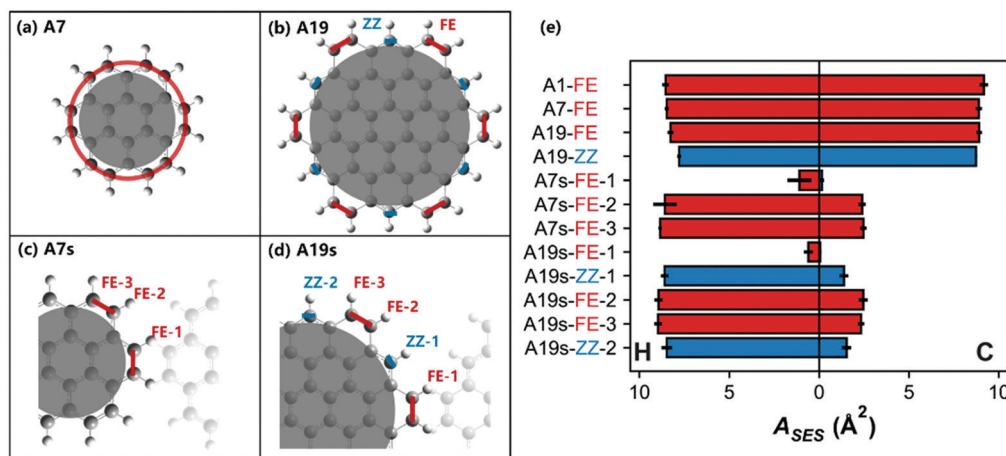 (a) A7
(b) A19
ZZ
FE
(c) A7s
FE-3
FE-2
FE-1
(d) A19s
ZZ-2
FE-3
FE-2
ZZ-1
FE-1
(e)
A1-FE
A7-FE
A19-FE
A19-ZZ
A7s-FE-1
A7s-FE-2
A7s-FE-3
A19s-FE-1
A19s-ZZ-1
A19s-FE-2
A19s-FE-3
A19s-ZZ-2
H
C
10 5 0 5 10
A_SES (Å²)